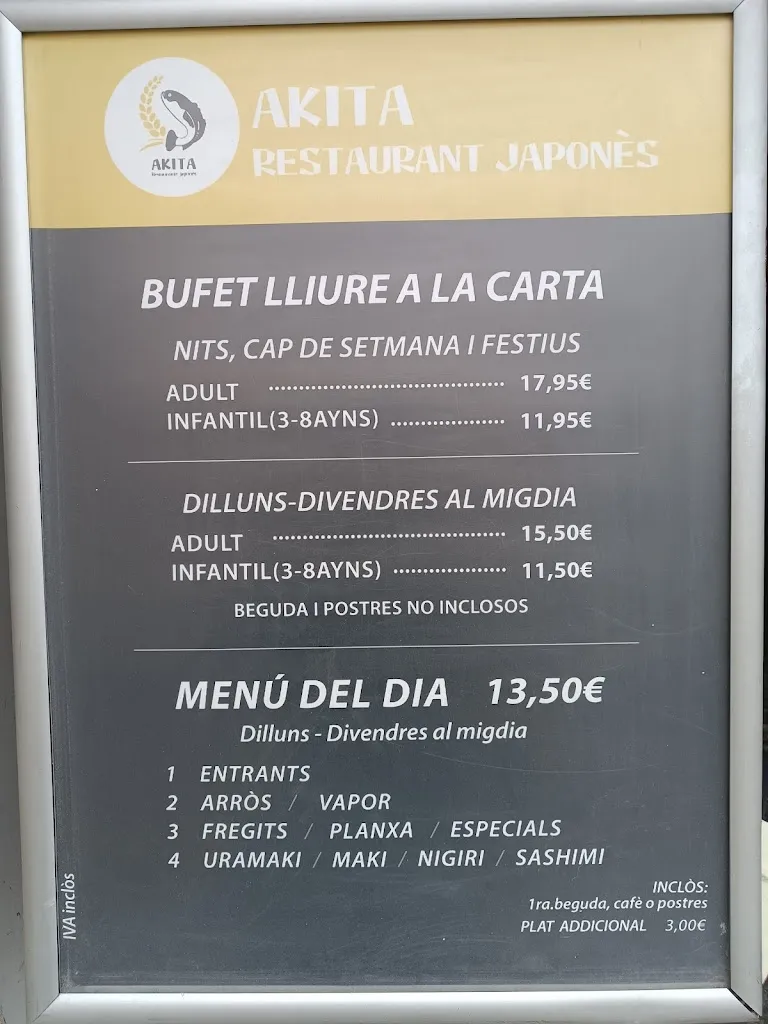 AKITA
Restaurante japonés
AKITA
RESTAURANT JAPONÈS
BUFET LLIURE A LA CARTA
NITS, CAP DE SETMANA I FESTIUS
ADULT ........................................ 17,95€
INFANTIL(3-8AYNS) ................... 11,95€
DILLUNS-DIVENDRES AL MIGDIA
ADULT ........................................ 15,50€
INFANTIL(3-8AYNS) ................... 11,50€
BEGUDA I POSTRES NO INCLOSOS
MENÚ DEL DIA 13,50€
Dilluns - Divendres al migdia
1 ENTRANTS
2 ARRÒS / VAPOR
3 FREGITS / PLANXA / ESPECIALS
4 URAMAKI / MAKI / NIGIRI / SASHIMI
IVA inclòs
INCLÒS:
1ra.beguda, cafè o postres
PLAT ADDICIONAL 3,00€